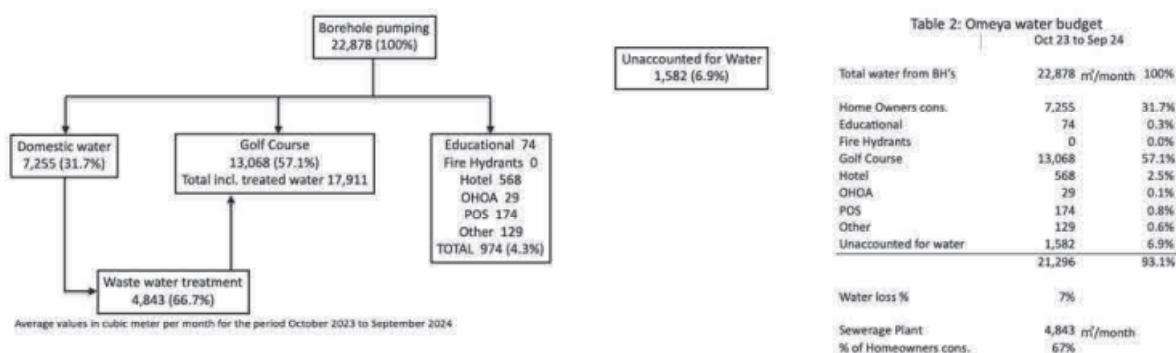 Borehole pumping
22,878 (100%)
Unaccounted for Water
1,582 (6.9%)
Domestic water
7,255 (31.7%)
Golf Course
13,068 (57.1%)
Total incl. treated water 17,911
Educational 74
Fire Hydrants 0
Hotel 568
OHOA 29
POS 174
Other 129
TOTAL 974 (4.3%)
Waste water treatment
4,843 (66.7%)
Average values in cubic meter per month for the period October 2023 to September 2024
Table 2: Omeya water budget
Oct 23 to Sep 24
Total water from BH's 22,878 m³/month 100%
Home Owners cons. 7,255 31.7%
Educational 74 0.3%
Fire Hydrants 0 0.0%
Golf Course 13,068 57.1%
Hotel 568 2.5%
OHOA 29 0.1%
POS 174 0.8%
Other 129 0.6%
Unaccounted for water 1,582 6.9%
21,296 93.1%
Water loss % 7%
Sewerage Plant 4,843 m³/month
% of Homeowners cons. 67%